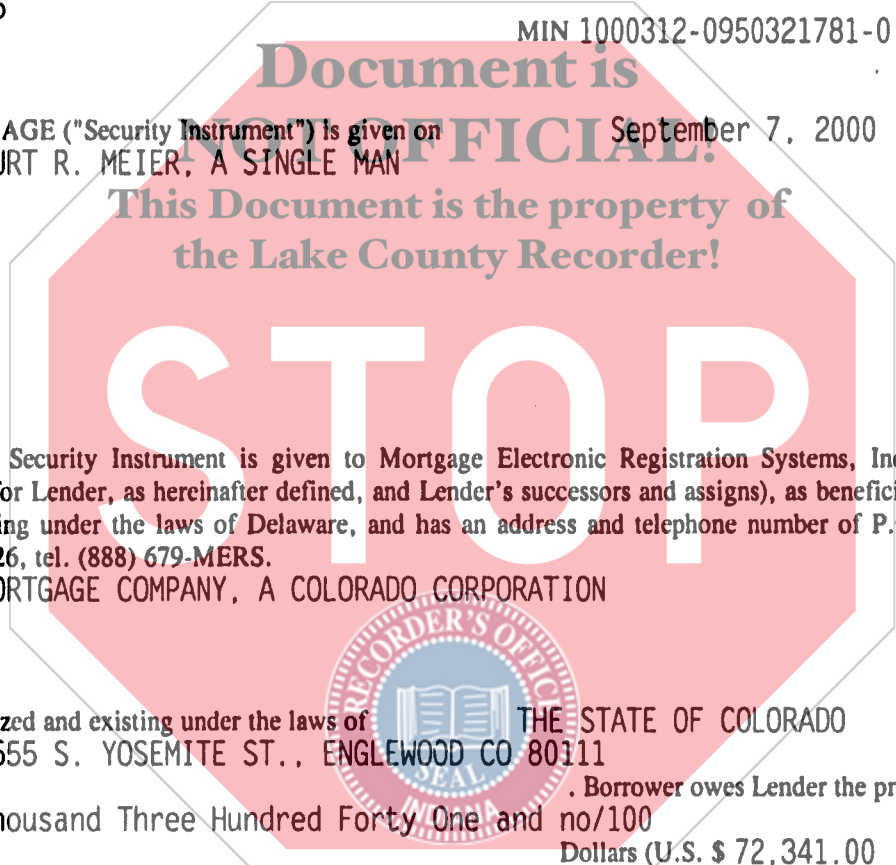 MIN 1000312-0950321781-0
Document is
AGE ("Security Instrument") is given on September 7, 2000
NOT OFFICIAL!
URT R. MEIER, A SINGLE MAN
This Document is the property of
the Lake County Recorder!
STOP
Security Instrument is given to Mortgage Electronic Registration Systems, Inc
for Lender, as hereinafter defined, and Lender's successors and assigns), as benefici
ing under the laws of Delaware, and has an address and telephone number of P.
26, tel. (888) 679-MERS.
ORTGAGE COMPANY, A COLORADO CORPORATION
RECORDER'S OFFICE
zed and existing under the laws of THE STATE OF COLORADO
655 S. YOSEMITE ST., ENGLEWOOD CO 80111
SEAL
. Borrower owes Lender the pr
INDIANA
housand Three Hundred Forty One and no/100
Dollars (U.S. $ 72,341.00